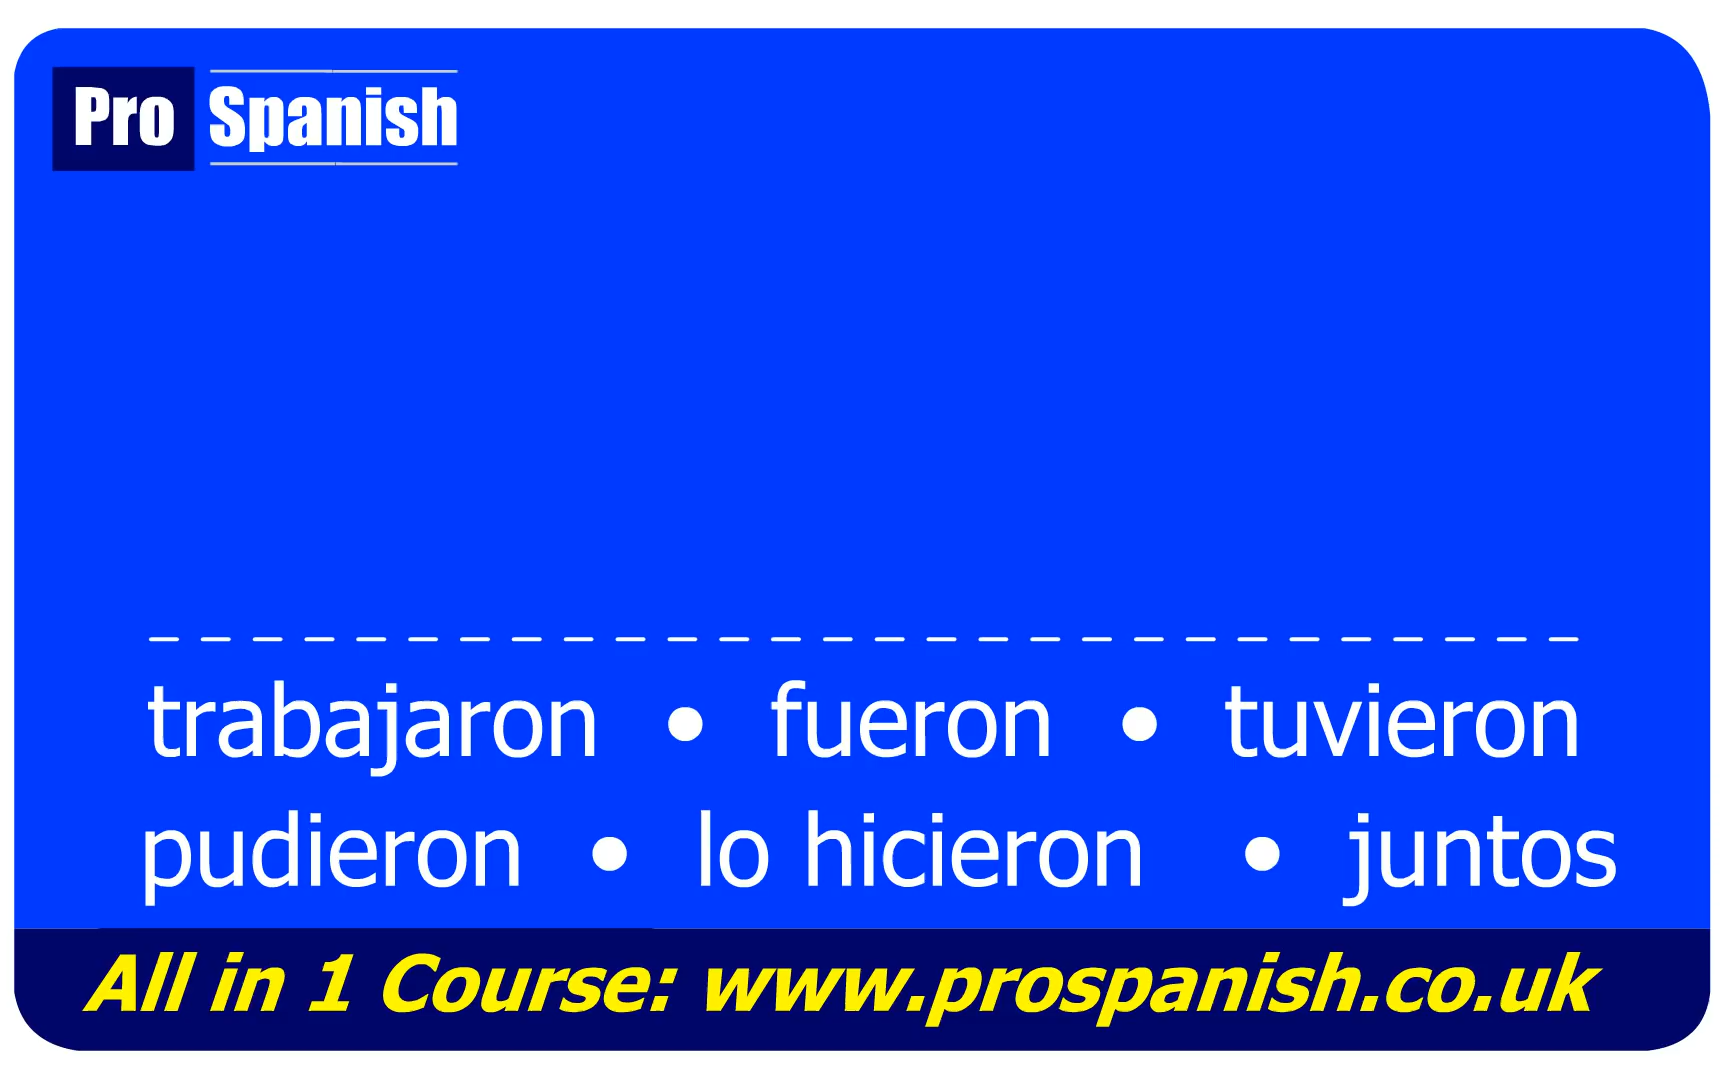 Pro Spanish
trabajaron • fueron • tuvieron
pudieron • lo hicieron • juntos
All in 1 Course: www.prospanish.co.uk